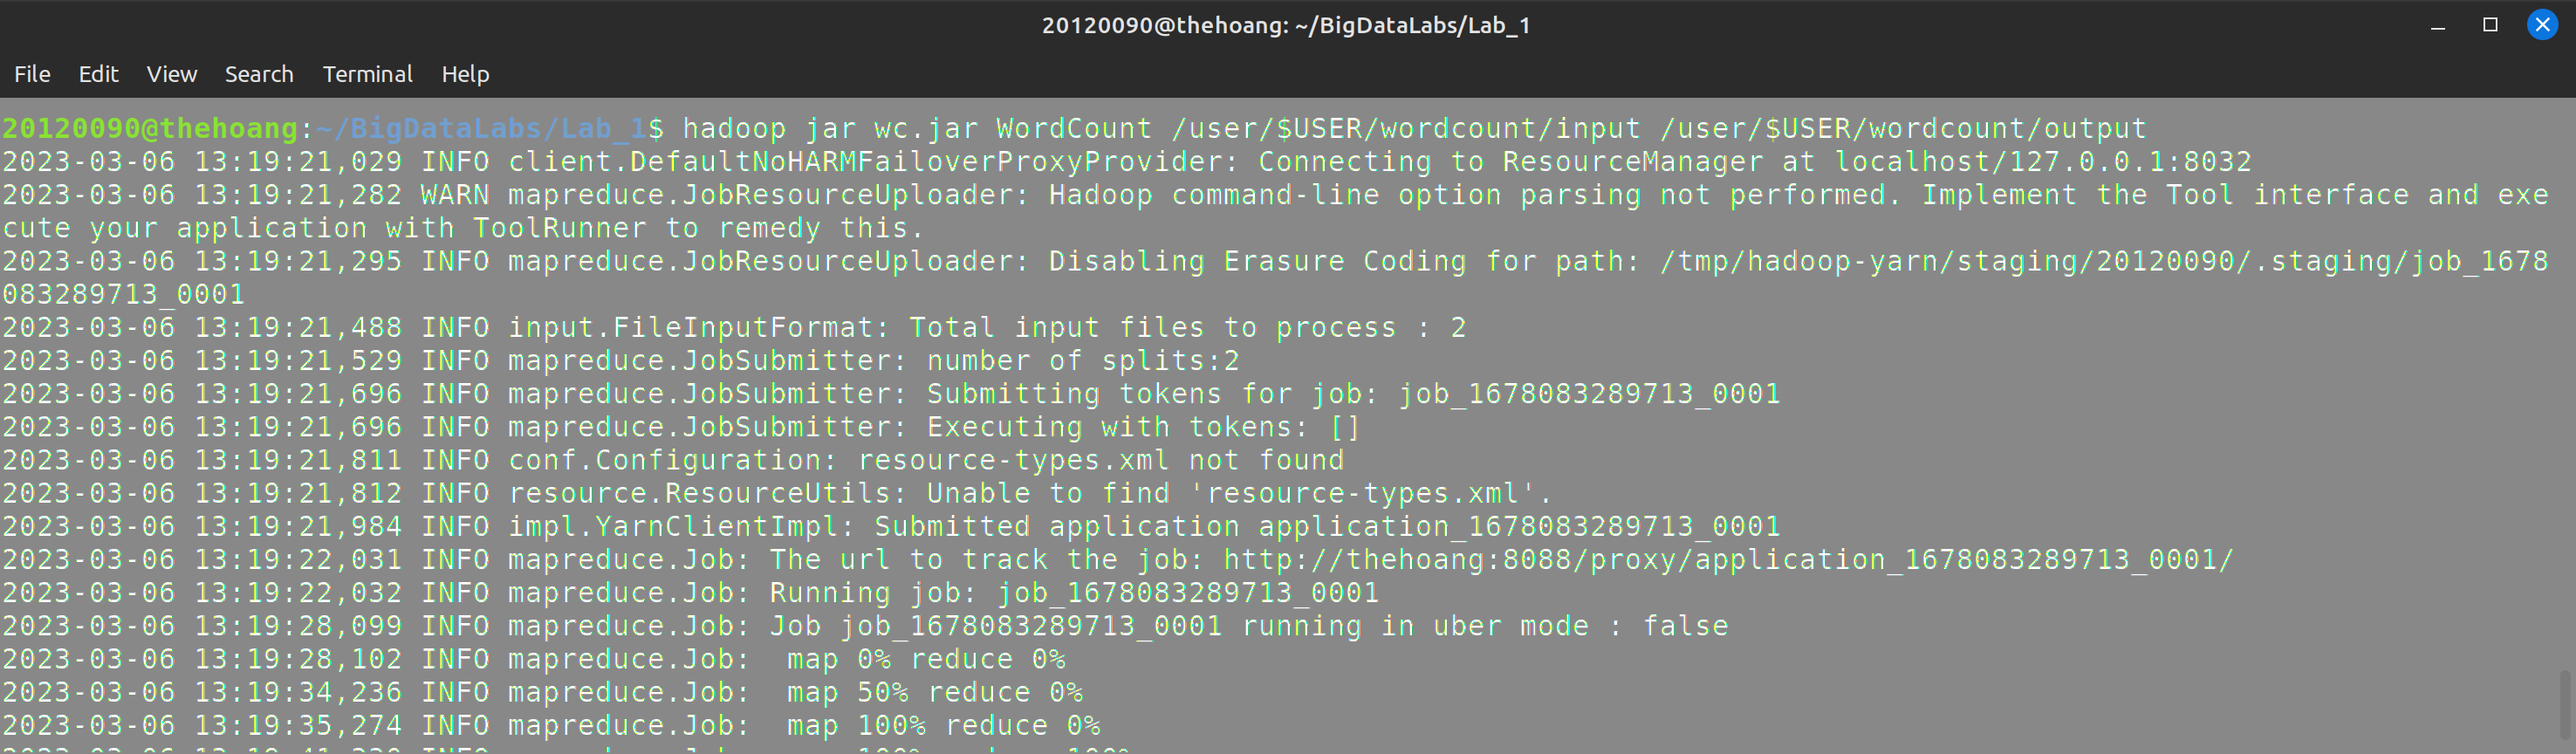 20120090@thehoang: ~/BigDataLabs/Lab_1
File Edit View Search Terminal Help
20120090@thehoang:~/BigDataLabs/Lab_1$ hadoop jar wc.jar WordCount /user/$USER/wordcount/input /user/$USER/wordcount/output
2023-03-06 13:19:21,029 INFO client.DefaultNoHARMFailoverProxyProvider: Connecting to ResourceManager at localhost/127.0.0.1:8032
2023-03-06 13:19:21,282 WARN mapreduce.JobResourceUploader: Hadoop command-line option parsing not performed. Implement the Tool interface and exe
cute your application with ToolRunner to remedy this.
2023-03-06 13:19:21,295 INFO mapreduce.JobResourceUploader: Disabling Erasure Coding for path: /tmp/hadoop-yarn/staging/20120090/.staging/job_1678
083289713_0001
2023-03-06 13:19:21,488 INFO input.FileInputFormat: Total input files to process : 2
2023-03-06 13:19:21,529 INFO mapreduce.JobSubmitter: number of splits:2
2023-03-06 13:19:21,696 INFO mapreduce.JobSubmitter: Submitting tokens for job: job_1678083289713_0001
2023-03-06 13:19:21,696 INFO mapreduce.JobSubmitter: Executing with tokens: []
2023-03-06 13:19:21,811 INFO conf.Configuration: resource-types.xml not found
2023-03-06 13:19:21,812 INFO resource.ResourceUtils: Unable to find 'resource-types.xml'.
2023-03-06 13:19:21,984 INFO impl.YarnClientImpl: Submitted application application_1678083289713_0001
2023-03-06 13:19:22,031 INFO mapreduce.Job: The url to track the job: http://thehoang:8088/proxy/application_1678083289713_0001/
2023-03-06 13:19:22,032 INFO mapreduce.Job: Running job: job_1678083289713_0001
2023-03-06 13:19:28,099 INFO mapreduce.Job: Job job_1678083289713_0001 running in uber mode : false
2023-03-06 13:19:28,102 INFO mapreduce.Job:  map 0% reduce 0%
2023-03-06 13:19:34,236 INFO mapreduce.Job:  map 50% reduce 0%
2023-03-06 13:19:35,274 INFO mapreduce.Job:  map 100% reduce 0%